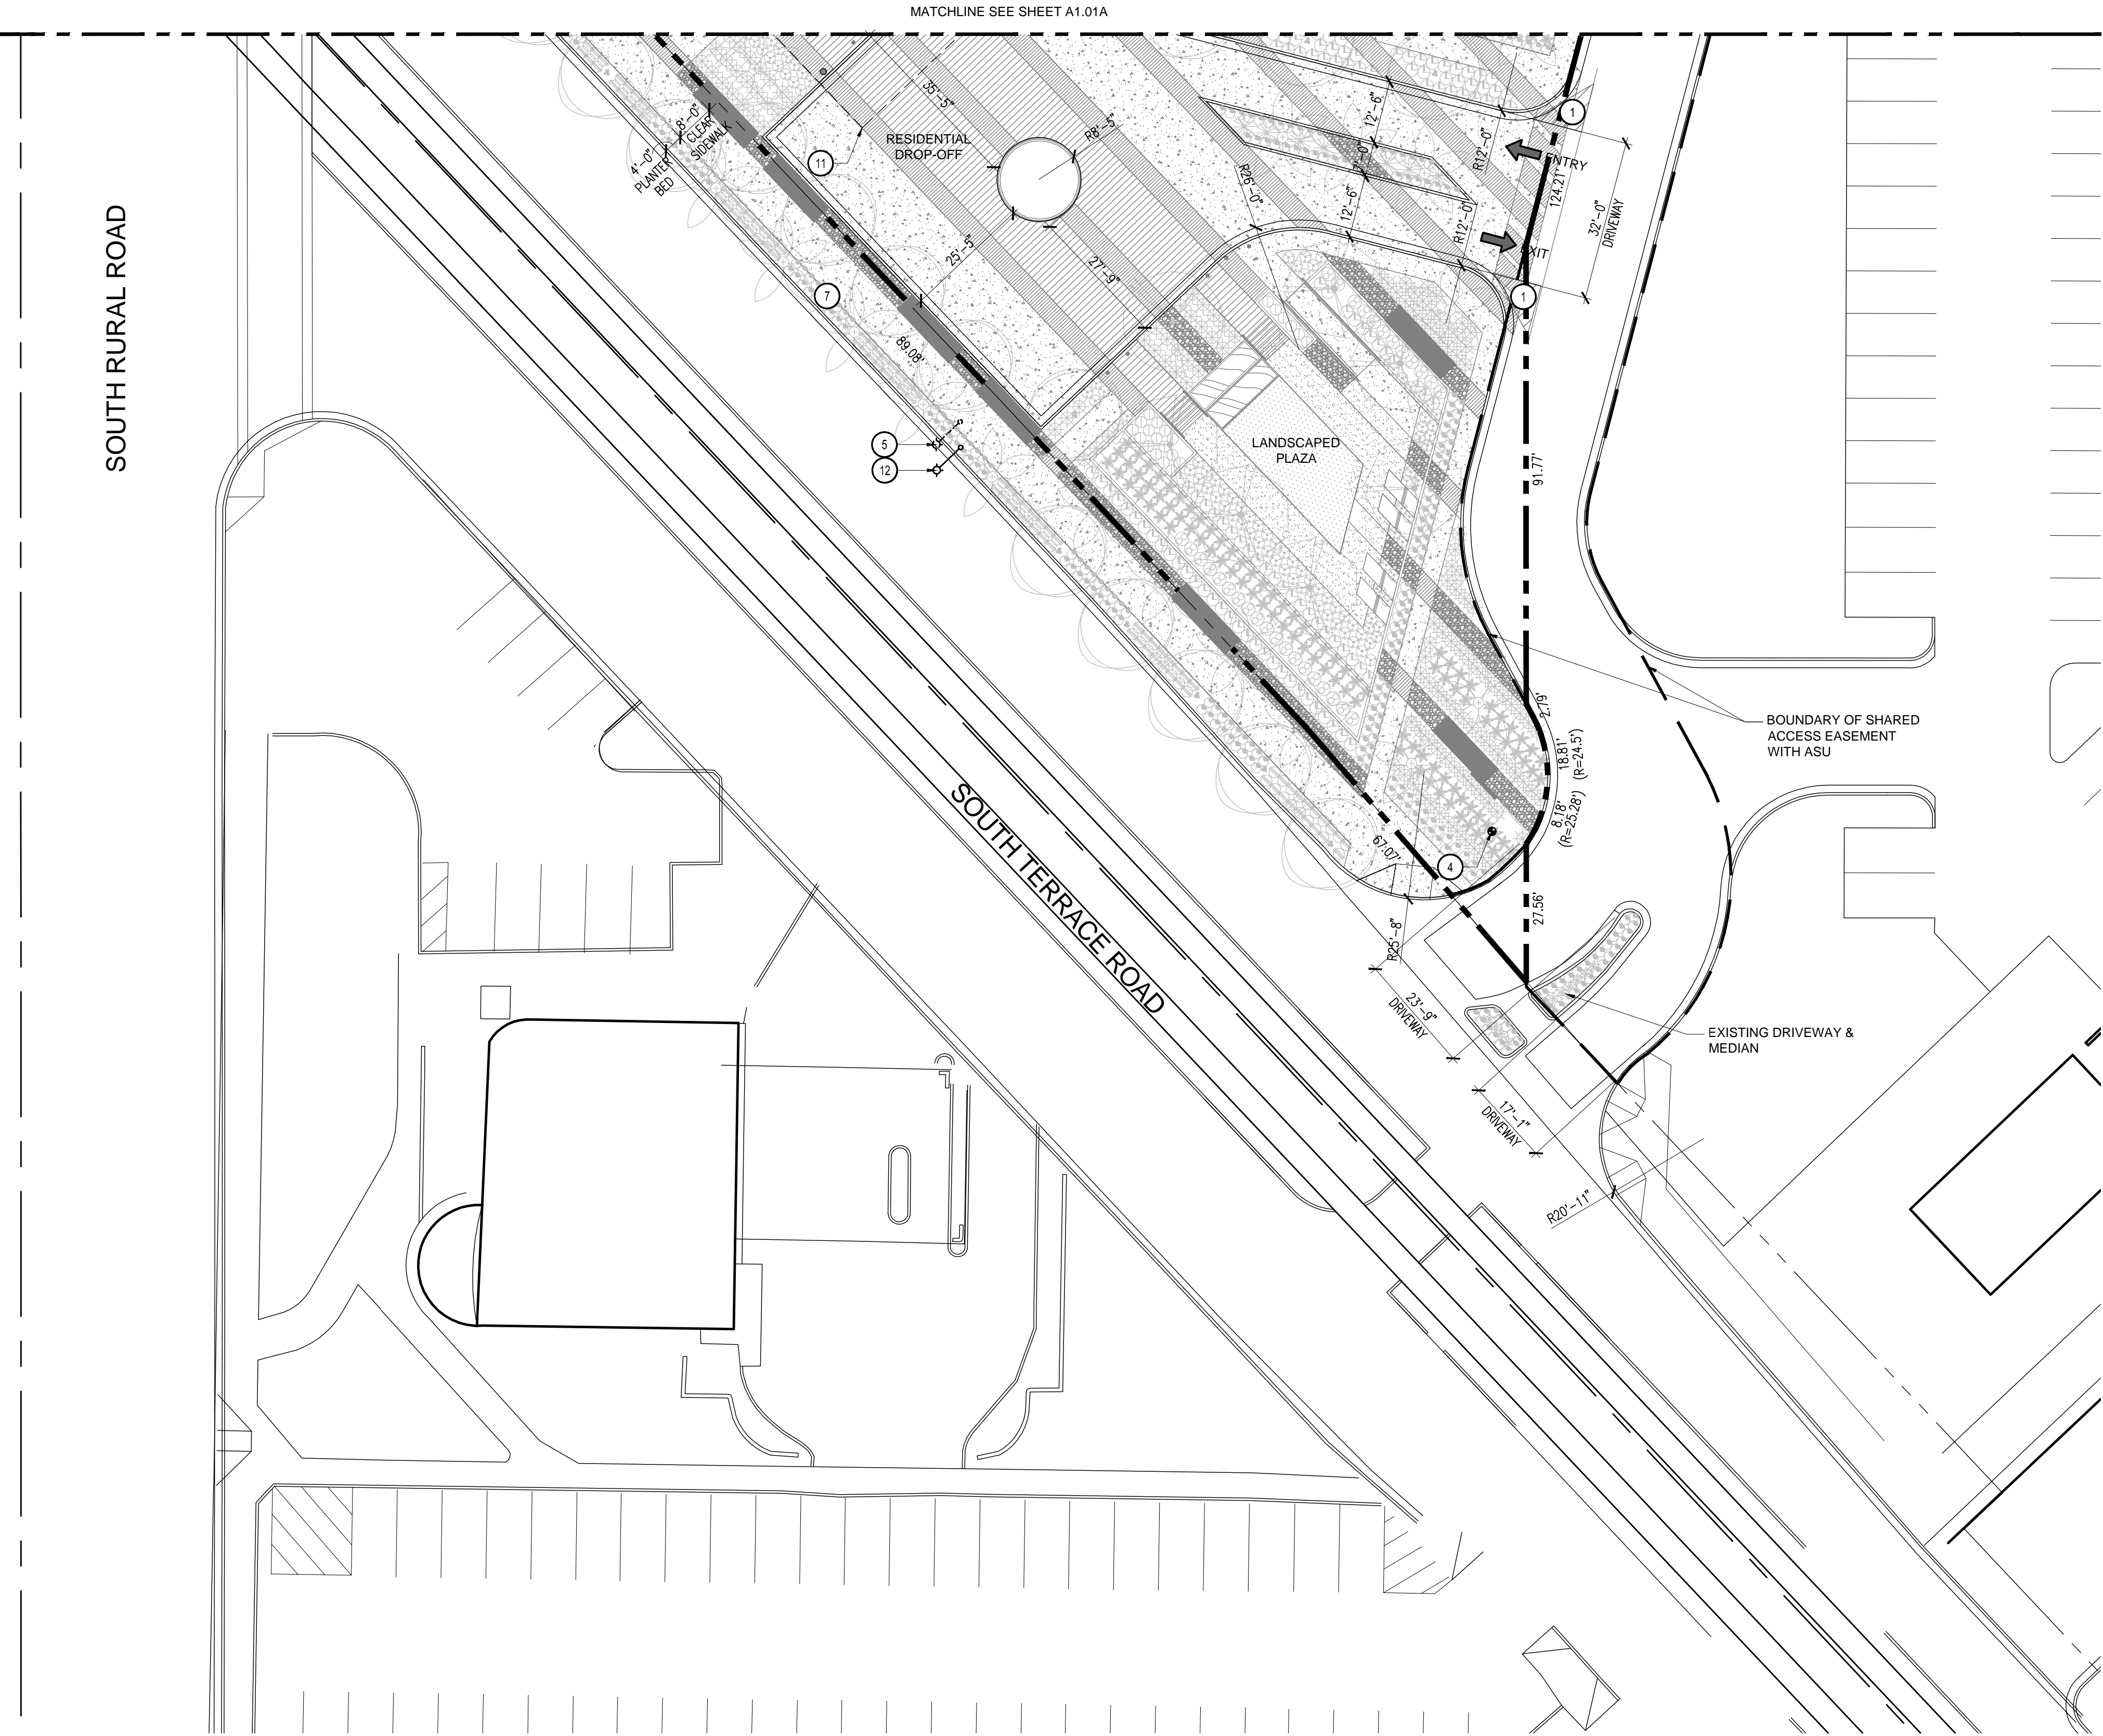 MATCHLINE SEE SHEET A1.01A
SOUTH RURAL ROAD
4'-0"
PLANTER
BED
8'-0"
CLEAR
SIDEWALK
11
35'-5"
RESIDENTIAL
DROP-OFF
R8'-5"
12'-6"
7'-0"
12'-6"
R26'-0"
R12'-0"
R12'-0"
1
ENTRY
124.21'
32'-0"
DRIVEWAY
EXIT
1
25'-5"
27'-9"
7
89.08'
5
12
LANDSCAPED
PLAZA
91.77'
2.79'
18.81'
(R=24.5')
8.18'
(R=25.28')
BOUNDARY OF SHARED
ACCESS EASEMENT
WITH ASU
SOUTH TERRACE ROAD
67.07'
4
27.56'
R25'-8"
23'-9"
DRIVEWAY
17'-1"
DRIVEWAY
EXISTING DRIVEWAY &
MEDIAN
R20'-11"